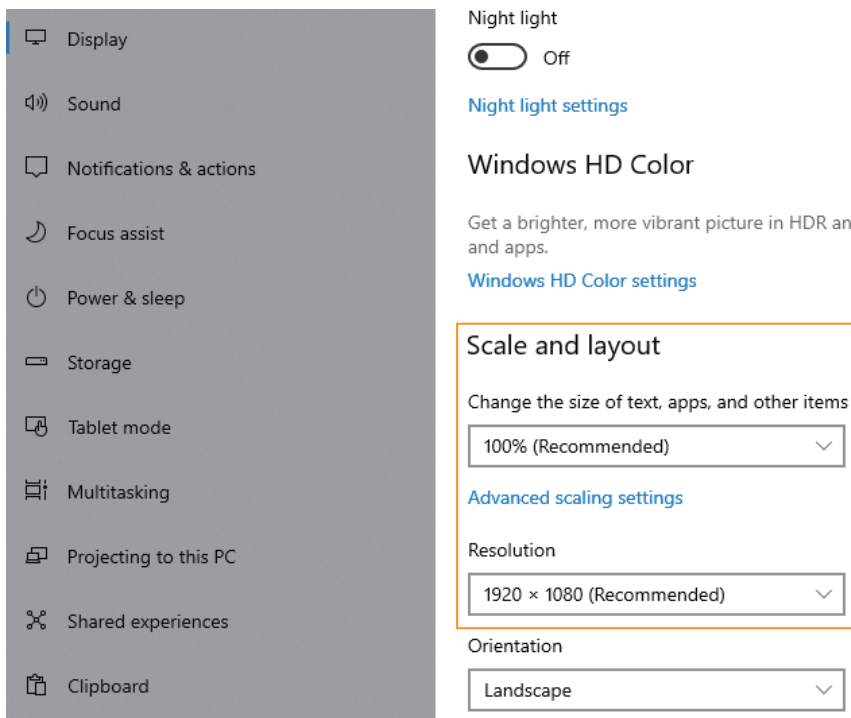 Display
Sound
Notifications & actions
Focus assist
Power & sleep
Storage
Tablet mode
Multitasking
Projecting to this PC
Shared experiences
Clipboard
Night light
Off
Night light settings
Windows HD Color
Get a brighter, more vibrant picture in HDR
and apps.
Windows HD Color settings
Scale and layout
Change the size of text, apps, and other items
100% (Recommended)
Advanced scaling settings
Resolution
1920 × 1080 (Recommended)
Orientation
Landscape